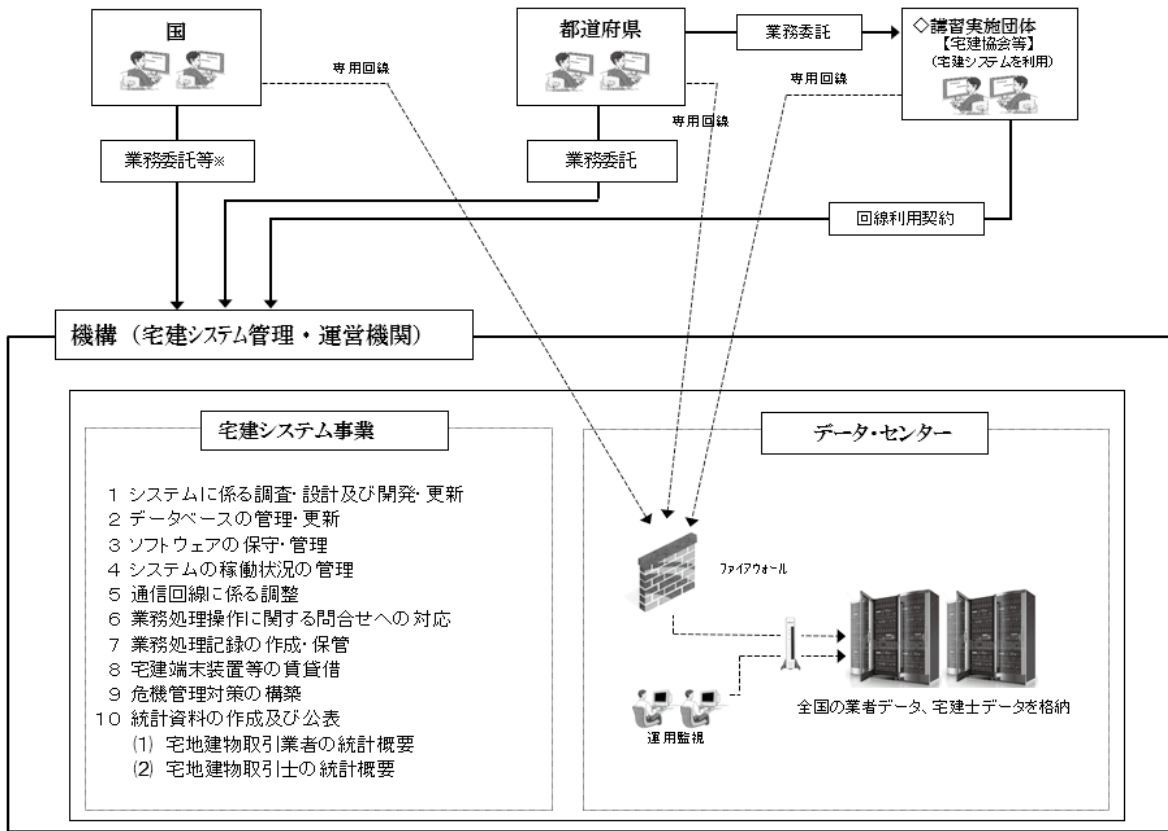 国
都道府県
業務委託
◇講習実施団体
【宅建協会等】
(宅建システムを利用)
専用回線
専用回線
専用回線
業務委託等※
業務委託
回線利用契約
機構(宅建システム管理・運営機関)
宅建システム事業
1 システムに係る調査・設計及び開発・更新
2 データベースの管理・更新
3 ソフトウェアの保守・管理
4 システムの稼働状況の管理
5 通信回線に係る調整
6 業務処理操作に関する問合せへの対応
7 業務処理記録の作成・保管
8 宅建端末装置等の賃貸借
9 危機管理対策の構築
10 統計資料の作成及び公表
(1) 宅地建物取引業者の統計概要
(2) 宅地建物取引士の統計概要
データ・センター
ファイアウォール
全国の業者データ、宅建士データを格納
運用監視